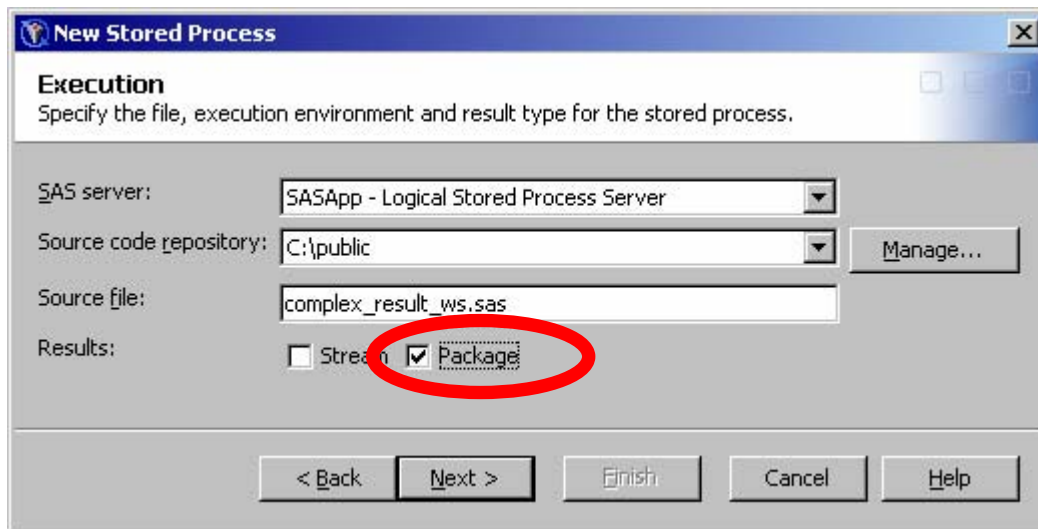 New Stored Process
Execution
Specify the file, execution environment and result type for the stored process.
SAS server: SASApp - Logical Stored Process Server
Source code repository: C:\public Manage...
Source file: complex_result_ws.sas
Results: Stream Package
< Back Next > Finish Cancel Help